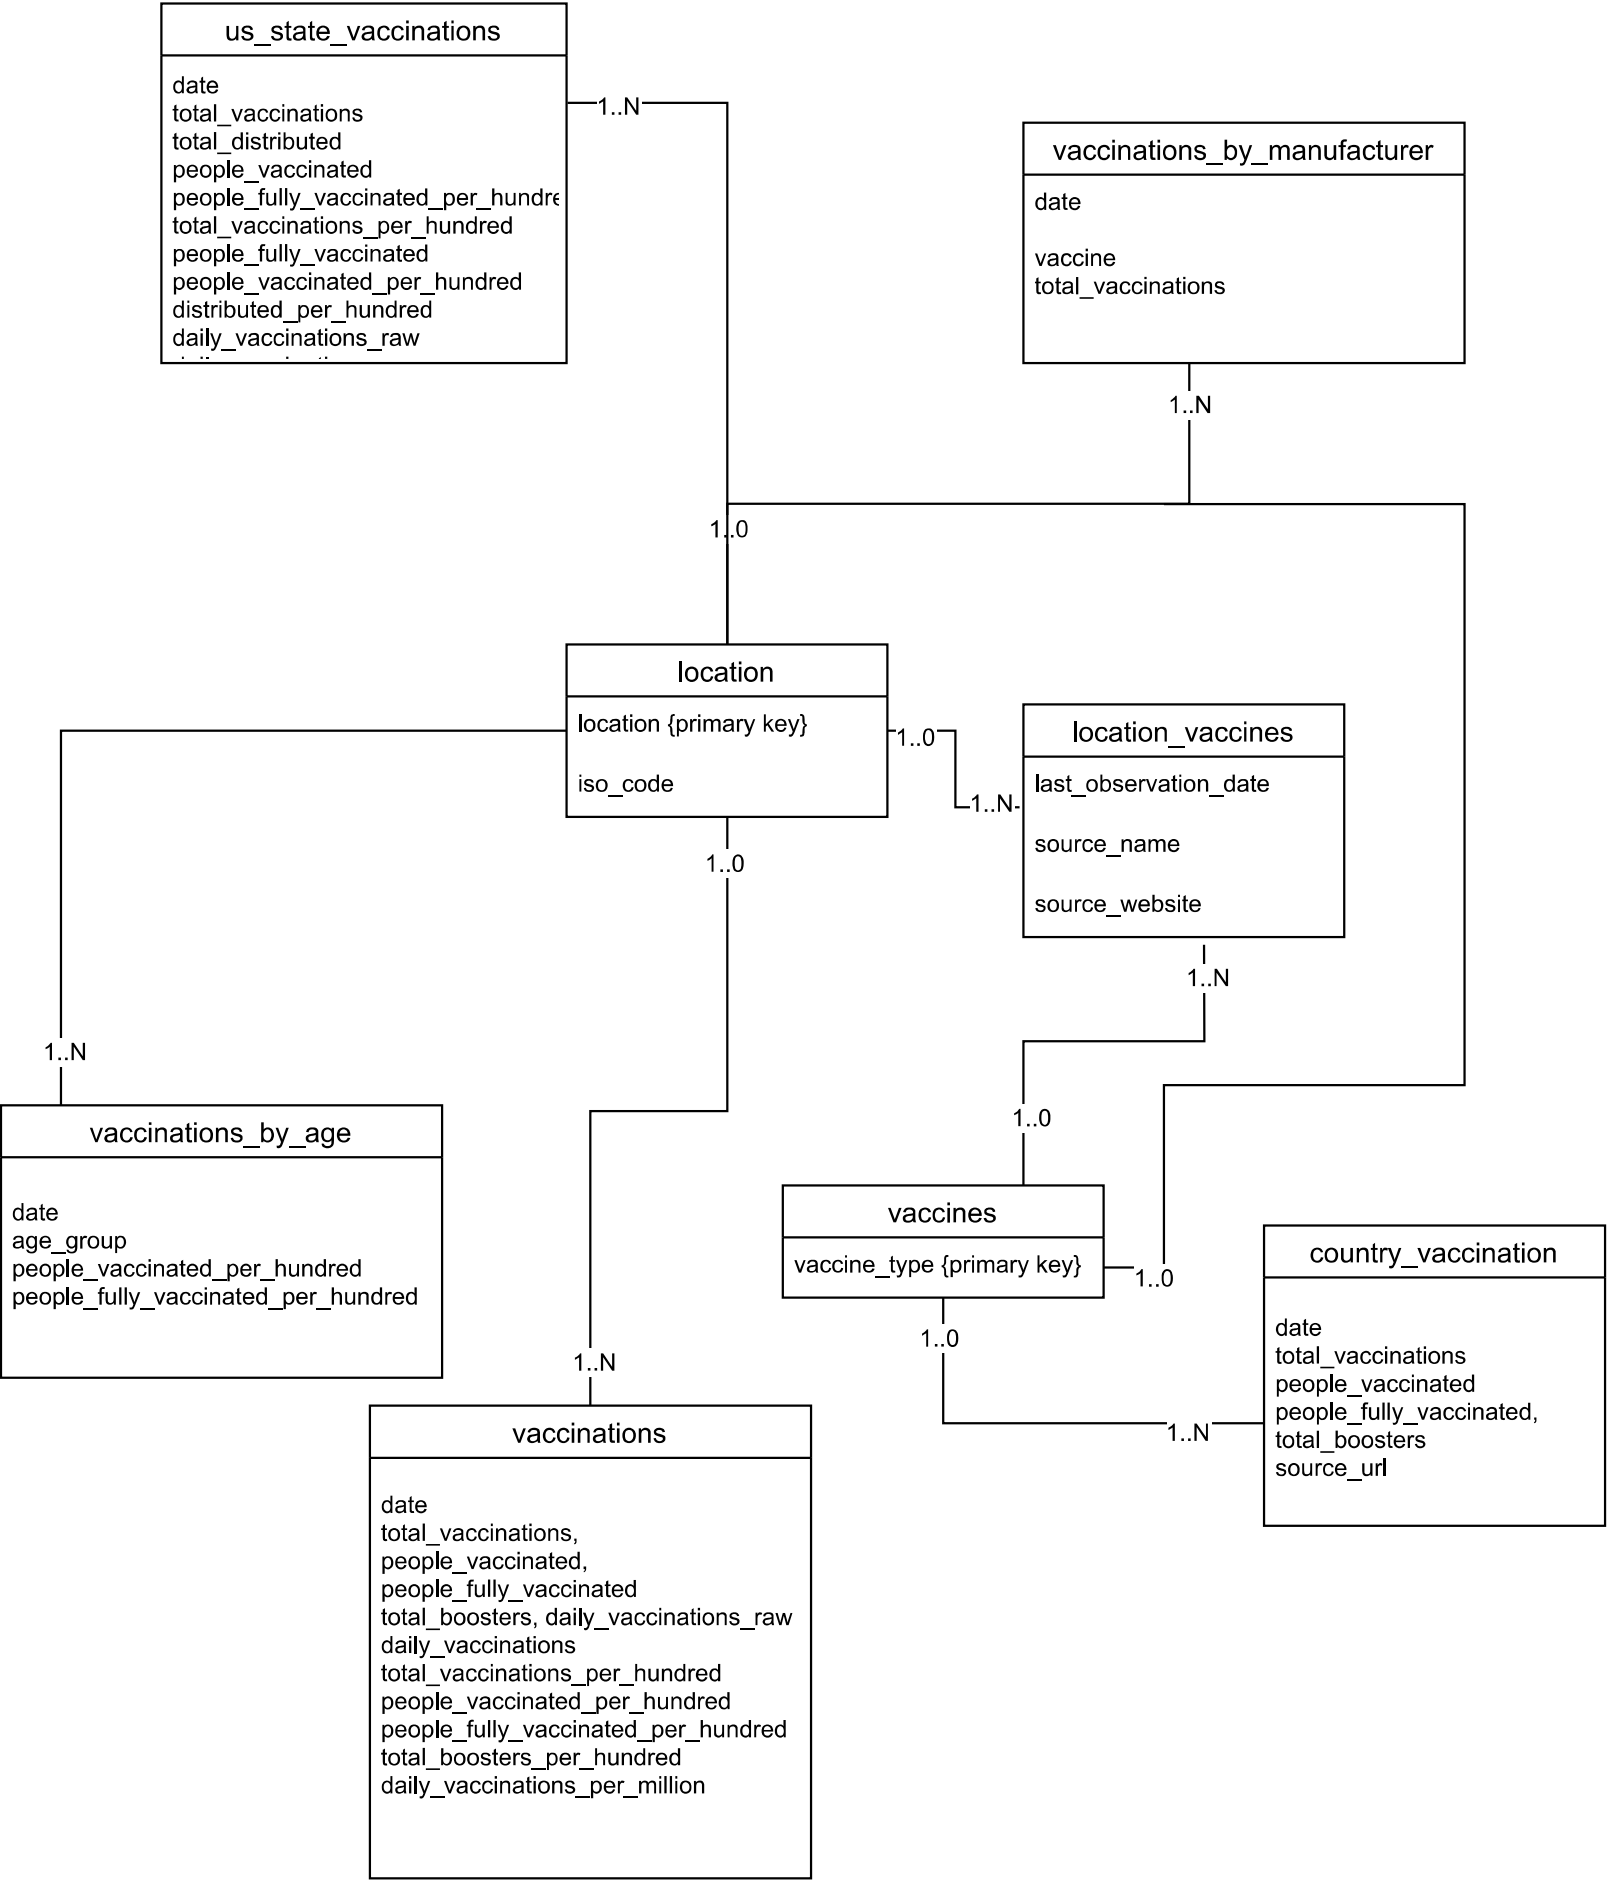 us_state_vaccinations
date
total_vaccinations
total_distributed
people_vaccinated
people_fully_vaccinated_per_hundre
total_vaccinations_per_hundred
people_fully_vaccinated
people_vaccinated_per_hundred
distributed_per_hundred
daily_vaccinations_raw
1..N
vaccinations_by_manufacturer
date
vaccine
total_vaccinations
1..N
1..0
location
location {primary key}
iso_code
1..0
1..N
location_vaccines
last_observation_date
source_name
source_website
1..0
1..N
1..N
1..0
vaccinations_by_age
date
age_group
people_vaccinated_per_hundred
people_fully_vaccinated_per_hundred
vaccines
vaccine_type {primary key}
1..0
1..0
1..N
country_vaccination
date
total_vaccinations
people_vaccinated
people_fully_vaccinated,
total_boosters
source_url
1..N
vaccinations
date
total_vaccinations,
people_vaccinated,
people_fully_vaccinated
total_boosters, daily_vaccinations_raw
daily_vaccinations
total_vaccinations_per_hundred
people_vaccinated_per_hundred
people_fully_vaccinated_per_hundred
total_boosters_per_hundred
daily_vaccinations_per_million